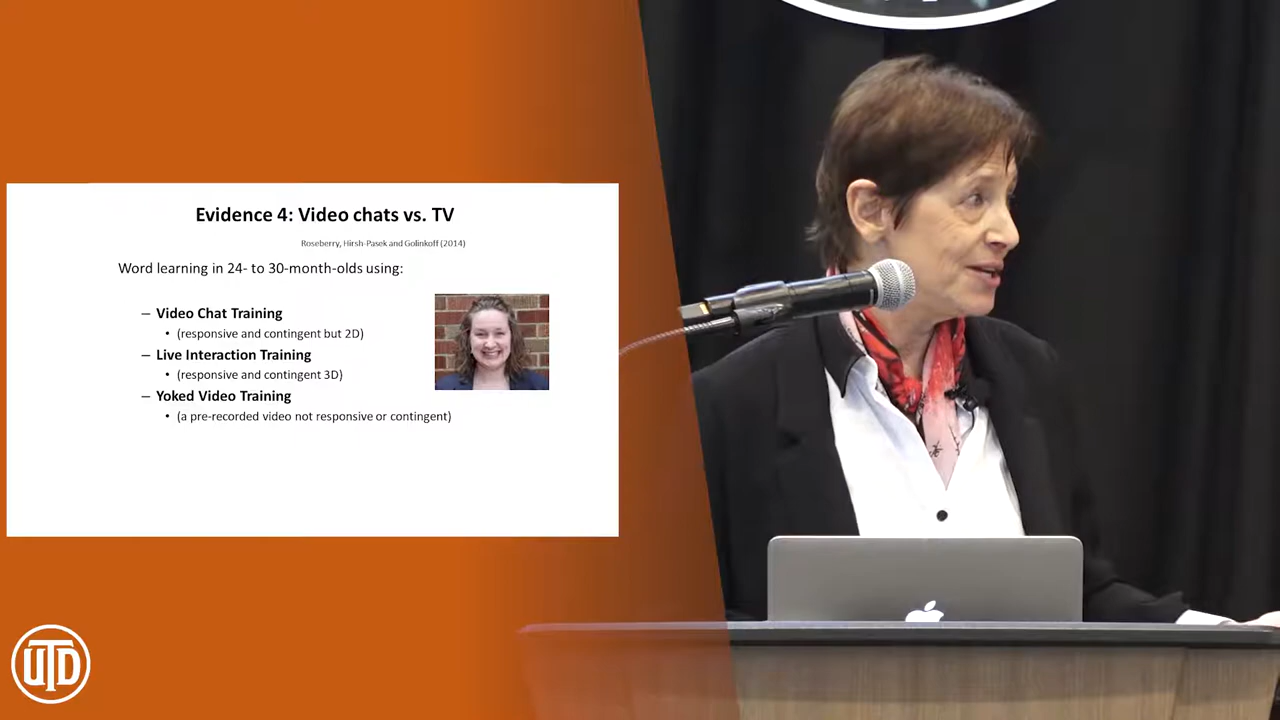 Evidence 4: Video chats vs. TV
Roseberry, Hirsh-Pasek and Golinkoff (2014)
Word learning in 24- to 30-month-olds using:
– Video Chat Training
• (responsive and contingent but 2D)
– Live Interaction Training
• (responsive and contingent 3D)
– Yoked Video Training
• (a pre-recorded video not responsive or contingent)
UTD